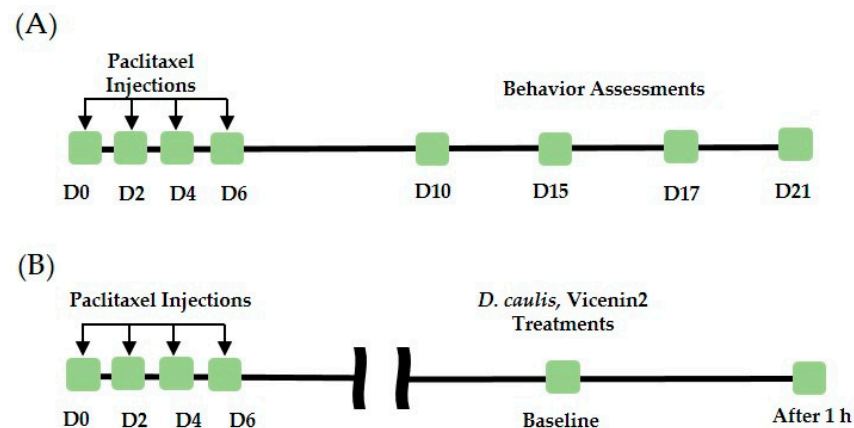 (A)
Paclitaxel
Injections
Behavior Assessments
D0 D2 D4 D6 D10 D15 D17 D21
(B)
Paclitaxel Injections
D. caulis, Vicenin2
Treatments
D0 D2 D4 D6 Baseline After 1 h